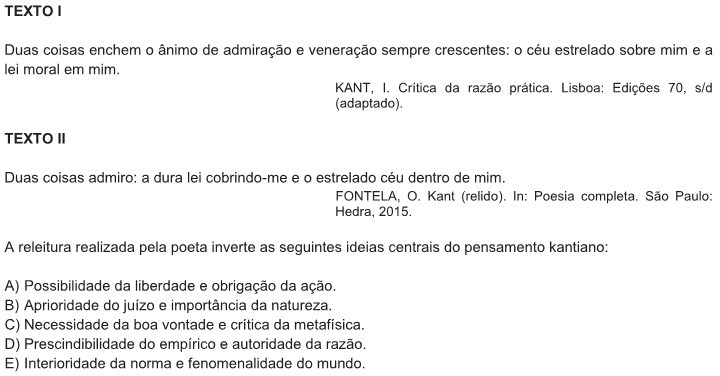 TEXTO I
Duas coisas enchem o ânimo de admiração e veneração sempre crescentes: o céu estrelado sobre mim e a
lei moral em mim.
KANT, I. Crítica da razão prática. Lisboa: Edições 70, s/d
(adaptado).
TEXTO II
Duas coisas admiro: a dura lei cobrindo-me e o estrelado céu dentro de mim.
FONTELA, O. Kant (relido). In: Poesia completa. São Paulo:
Hedra, 2015.
A releitura realizada pela poeta inverte as seguintes ideias centrais do pensamento kantiano:
A) Possibilidade da liberdade e obrigação da ação.
B) Aprioridade do juízo e importância da natureza.
C) Necessidade da boa vontade e crítica da metafísica.
D) Prescindibilidade do empírico e autoridade da razão.
E) Interioridade da norma e fenomenalidade do mundo.